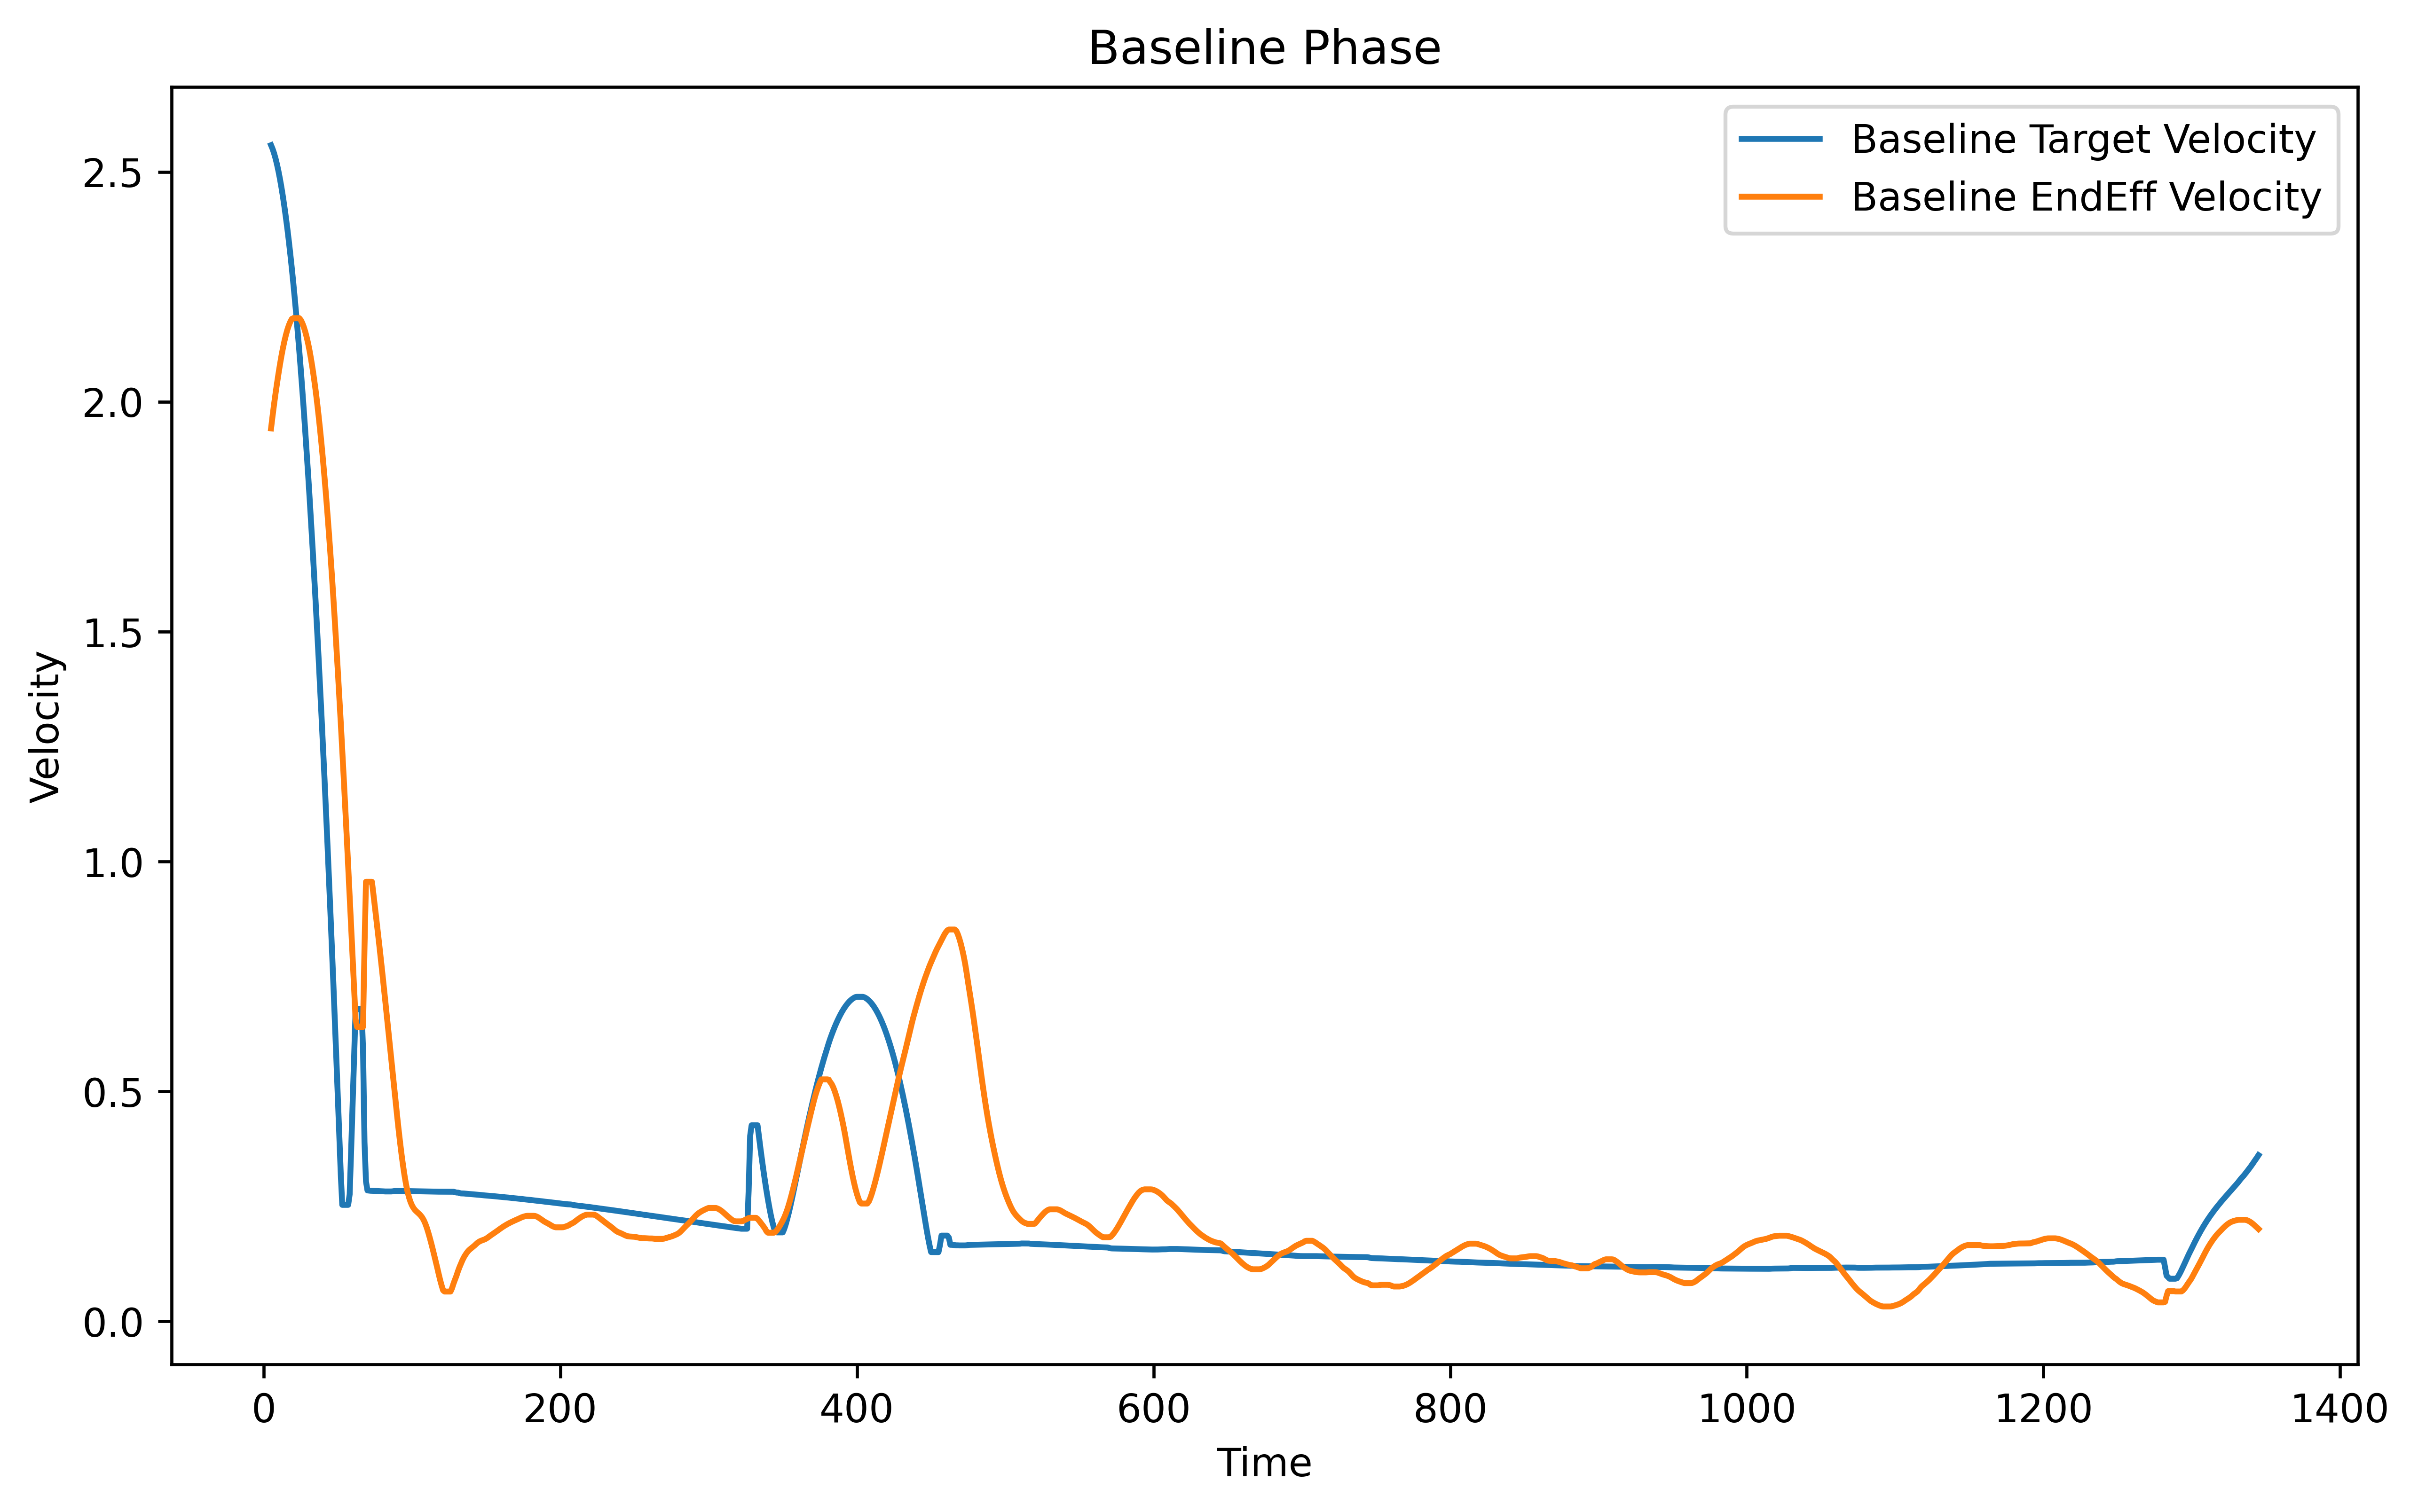 Baseline Phase
Baseline Target Velocity
Baseline EndEff Velocity
Velocity
2.5
2.0
1.5
1.0
0.5
0.0
0 200 400 600 800 1000 1200 1400
Time